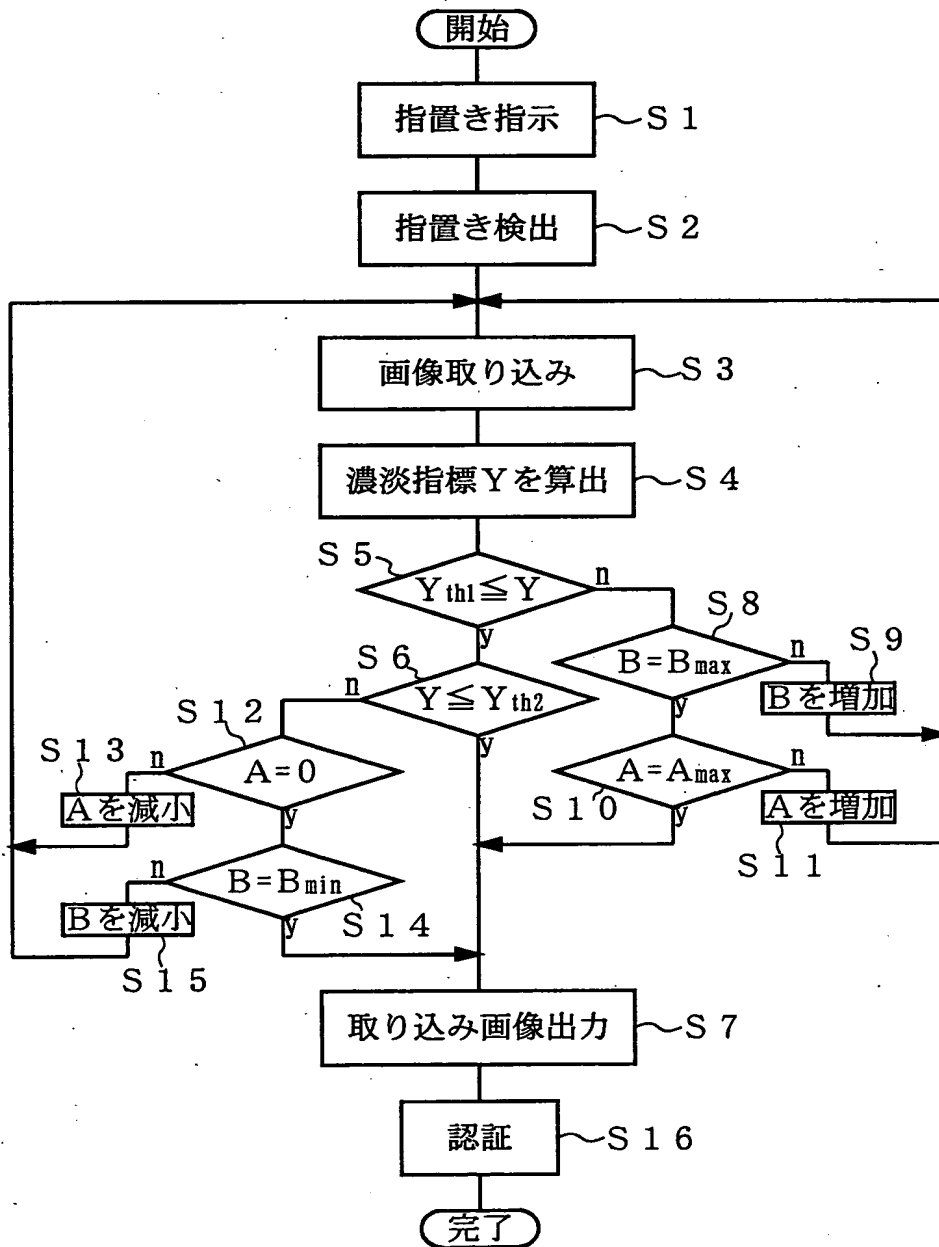 開始
指置き指示
S1
指置き検出
S2
画像取り込み
S3
濃淡指標Yを算出
S4
S5
Yth1≦Y
n
y
S8
B=Bmax
n
y
S9
Bを増加
S6
Y≦Yth2
n
y
S12
A=0
n
y
S13
Aを減小
A=Amax
n
y
S10
Aを増加
S11
B=Bmin
n
y
S14
Bを減小
S15
取り込み画像出力
S7
認証
S16
完了